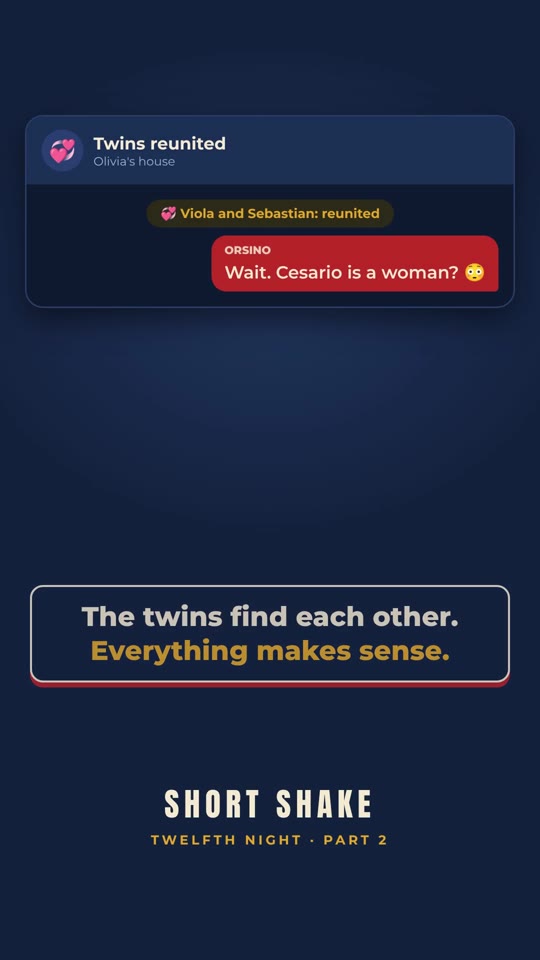 Twins reunited
Olivia's house
💞 Viola and Sebastian: reunited
ORSINO
Wait. Cesario is a woman? 😳
The twins find each other.
Everything makes sense.
SHORT SHAKE
TWELFTH NIGHT · PART 2